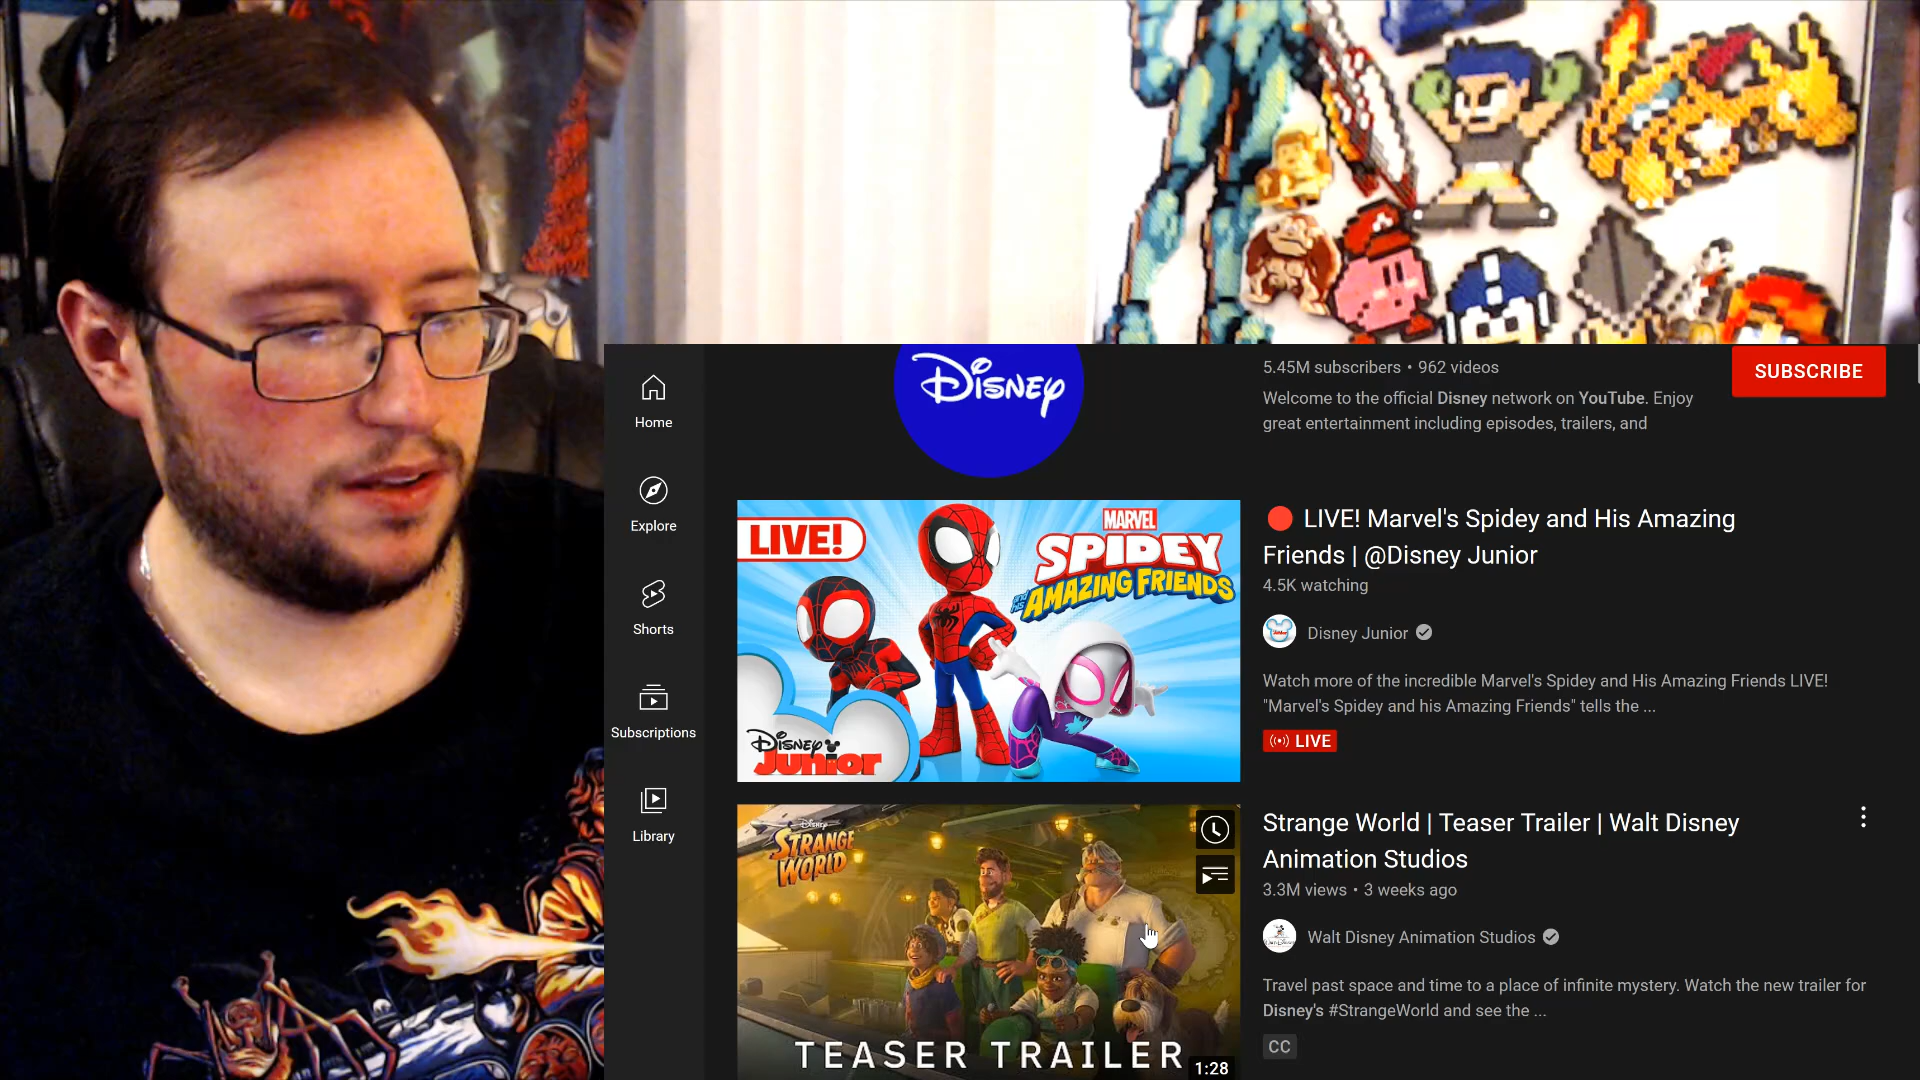 Home
Explore
Shorts
Subscriptions
Library
Disney
5.45M subscribers • 962 videos
Welcome to the official Disney network on YouTube. Enjoy
great entertainment including episodes, trailers, and
SUBSCRIBE
LIVE!
MARVEL
SPIDEY
and his
AMAZING FRIENDS
Disney
Junior
LIVE! Marvel's Spidey and His Amazing
Friends | @Disney Junior
4.5K watching
Disney Junior
Watch more of the incredible Marvel's Spidey and His Amazing Friends LIVE!
"Marvel's Spidey and his Amazing Friends" tells the ...
LIVE
Disney
STRANGE
WORLD
TEASER TRAILER
1:28
Strange World | Teaser Trailer | Walt Disney
Animation Studios
3.3M views • 3 weeks ago
Walt Disney Animation Studios
Travel past space and time to a place of infinite mystery. Watch the new trailer for
Disney's #StrangeWorld and see the ...
CC